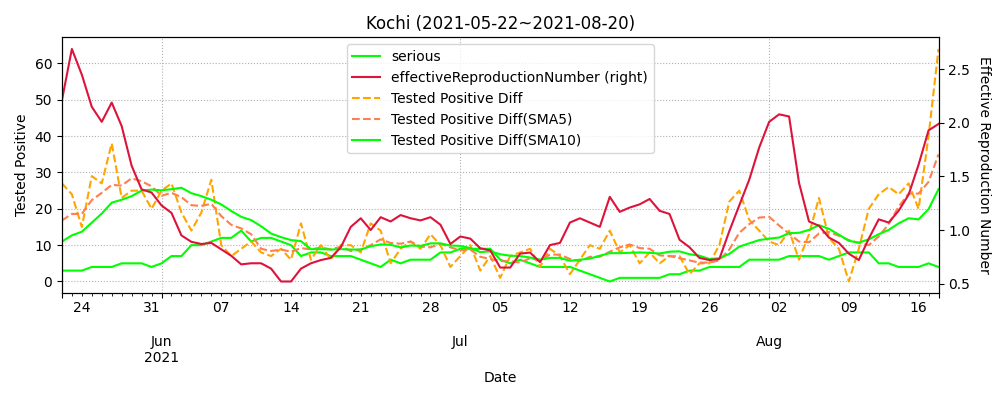 Kochi (2021-05-22~2021-08-20)
serious
effectiveReproductionNumber (right)
Tested Positive Diff
Tested Positive Diff(SMA5)
Tested Positive Diff(SMA10)
Tested Positive
60
50
40
30
20
10
0
2.5
2.0
1.5
1.0
0.5
Effective Reproduction Number
24 31 07 14 21 28 05 12 19 26 02 09 16
Jun Jul Aug
2021
Date